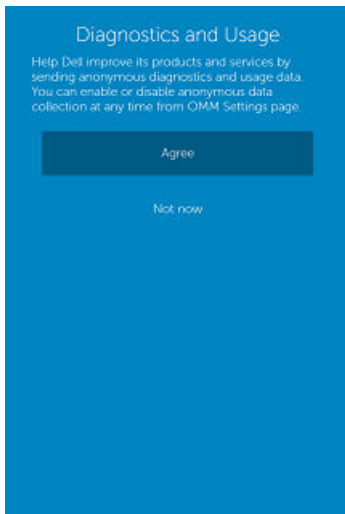 Diagnostics and Usage
Help Dell improve its products and services by
sending anonymous diagnostics and usage data.
You can enable or disable anonymous data
collection at any time from OMM Settings page.
Agree
Not now